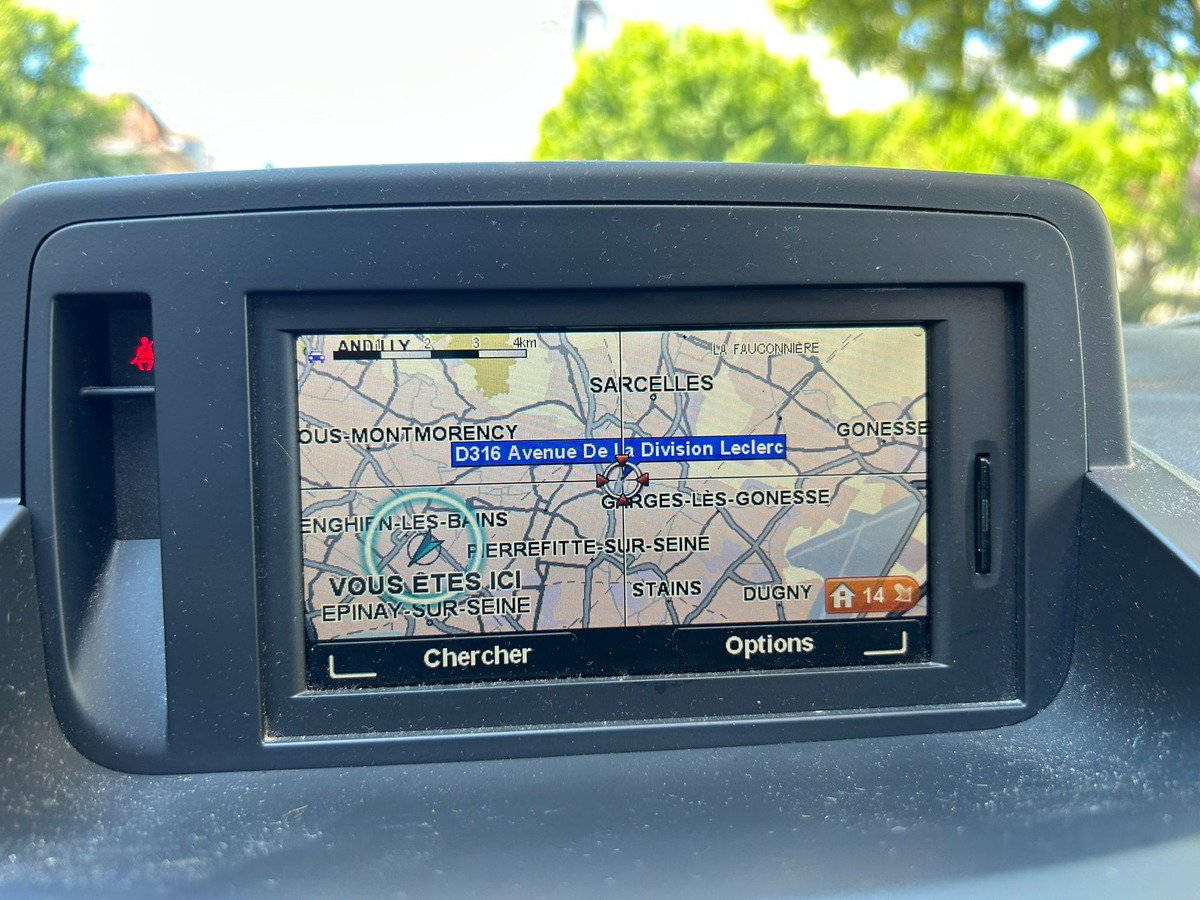 ANDILLY
1 2 3 4km
LA FAUCONNIÈRE
SARCELLES
OUS-MONTMORENCY
GONESSE
D316 Avenue De La Division Leclerc
GARGES-LÈS-GONESSE
ENGHIEN-LES-BAINS
PIERREFITTE-SUR-SEINE
VOUS ÊTES ICI
STAINS
DUGNY
14
EPINAY-SUR-SEINE
Chercher
Options